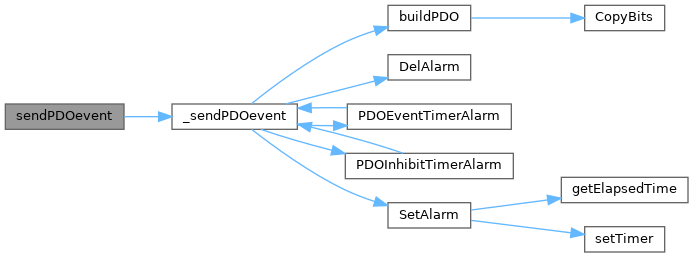 sendPDOevent
_sendPDOevent
buildPDO
CopyBits
DelAlarm
PDOEventTimerAlarm
PDOInhibitTimerAlarm
SetAlarm
getElapsedTime
setTimer